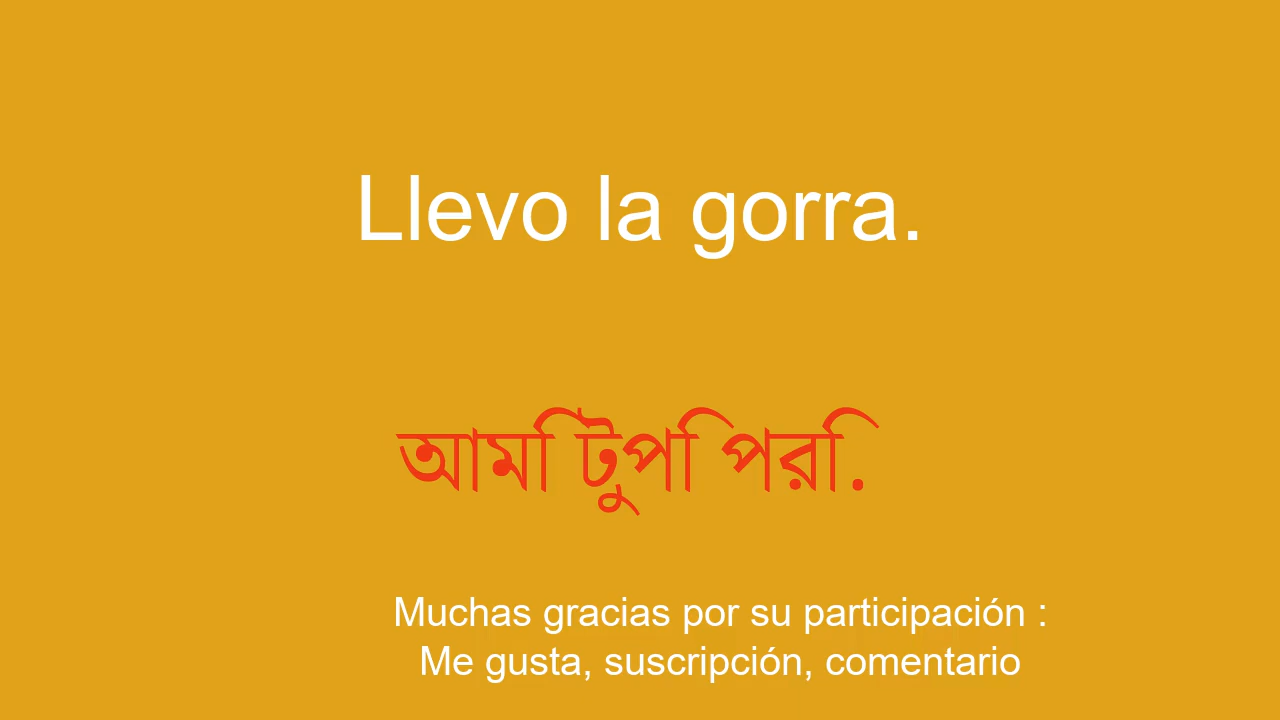 Llevo la gorra.
আমি টুপি পরি.
Muchas gracias por su participación :
Me gusta, suscripción, comentario